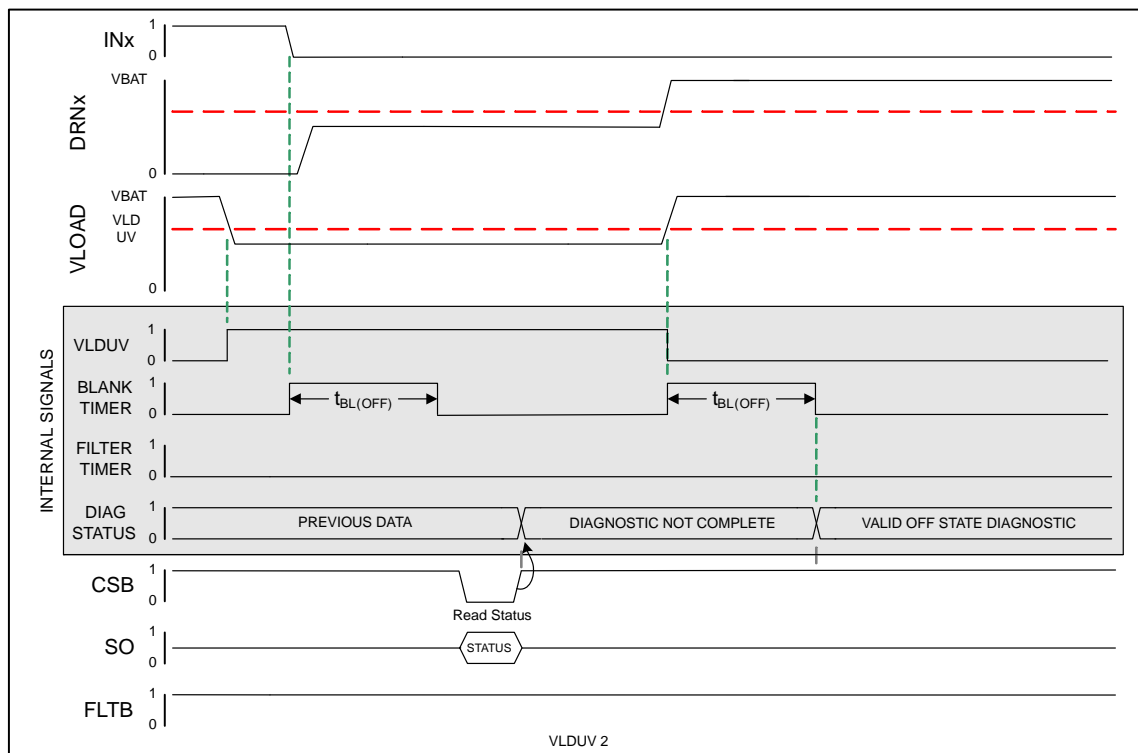 INx
1
0
DRNx
VBAT
0
VLOAD
VBAT
VLD
UV
0
INTERNAL SIGNALS
VLDUV
1
0
BLANK
TIMER
1
0
tBL(OFF)
tBL(OFF)
FILTER
TIMER
1
0
DIAG
STATUS
1
0
PREVIOUS DATA
DIAGNOSTIC NOT COMPLETE
VALID OFF STATE DIAGNOSTIC
CSB
1
0
Read Status
SO
1
0
STATUS
FLTB
1
0
VLDUV 2